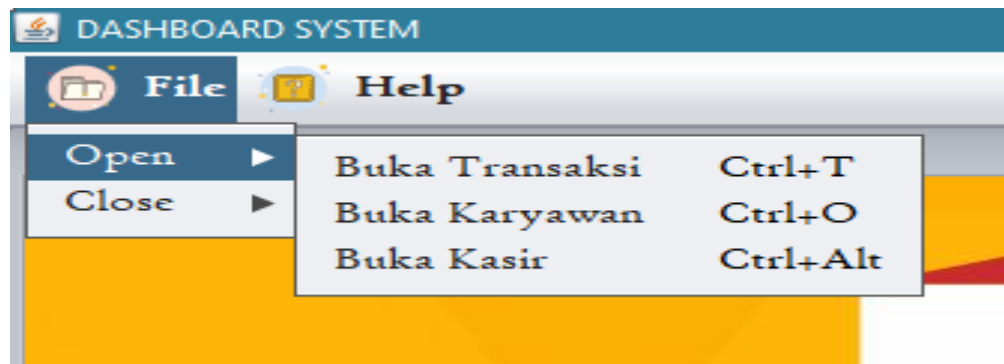 DASHBOARD SYSTEM
File Help
Open
Close
Buka Transaksi Ctrl+T
Buka Karyawan Ctrl+O
Buka Kasir Ctrl+Alt